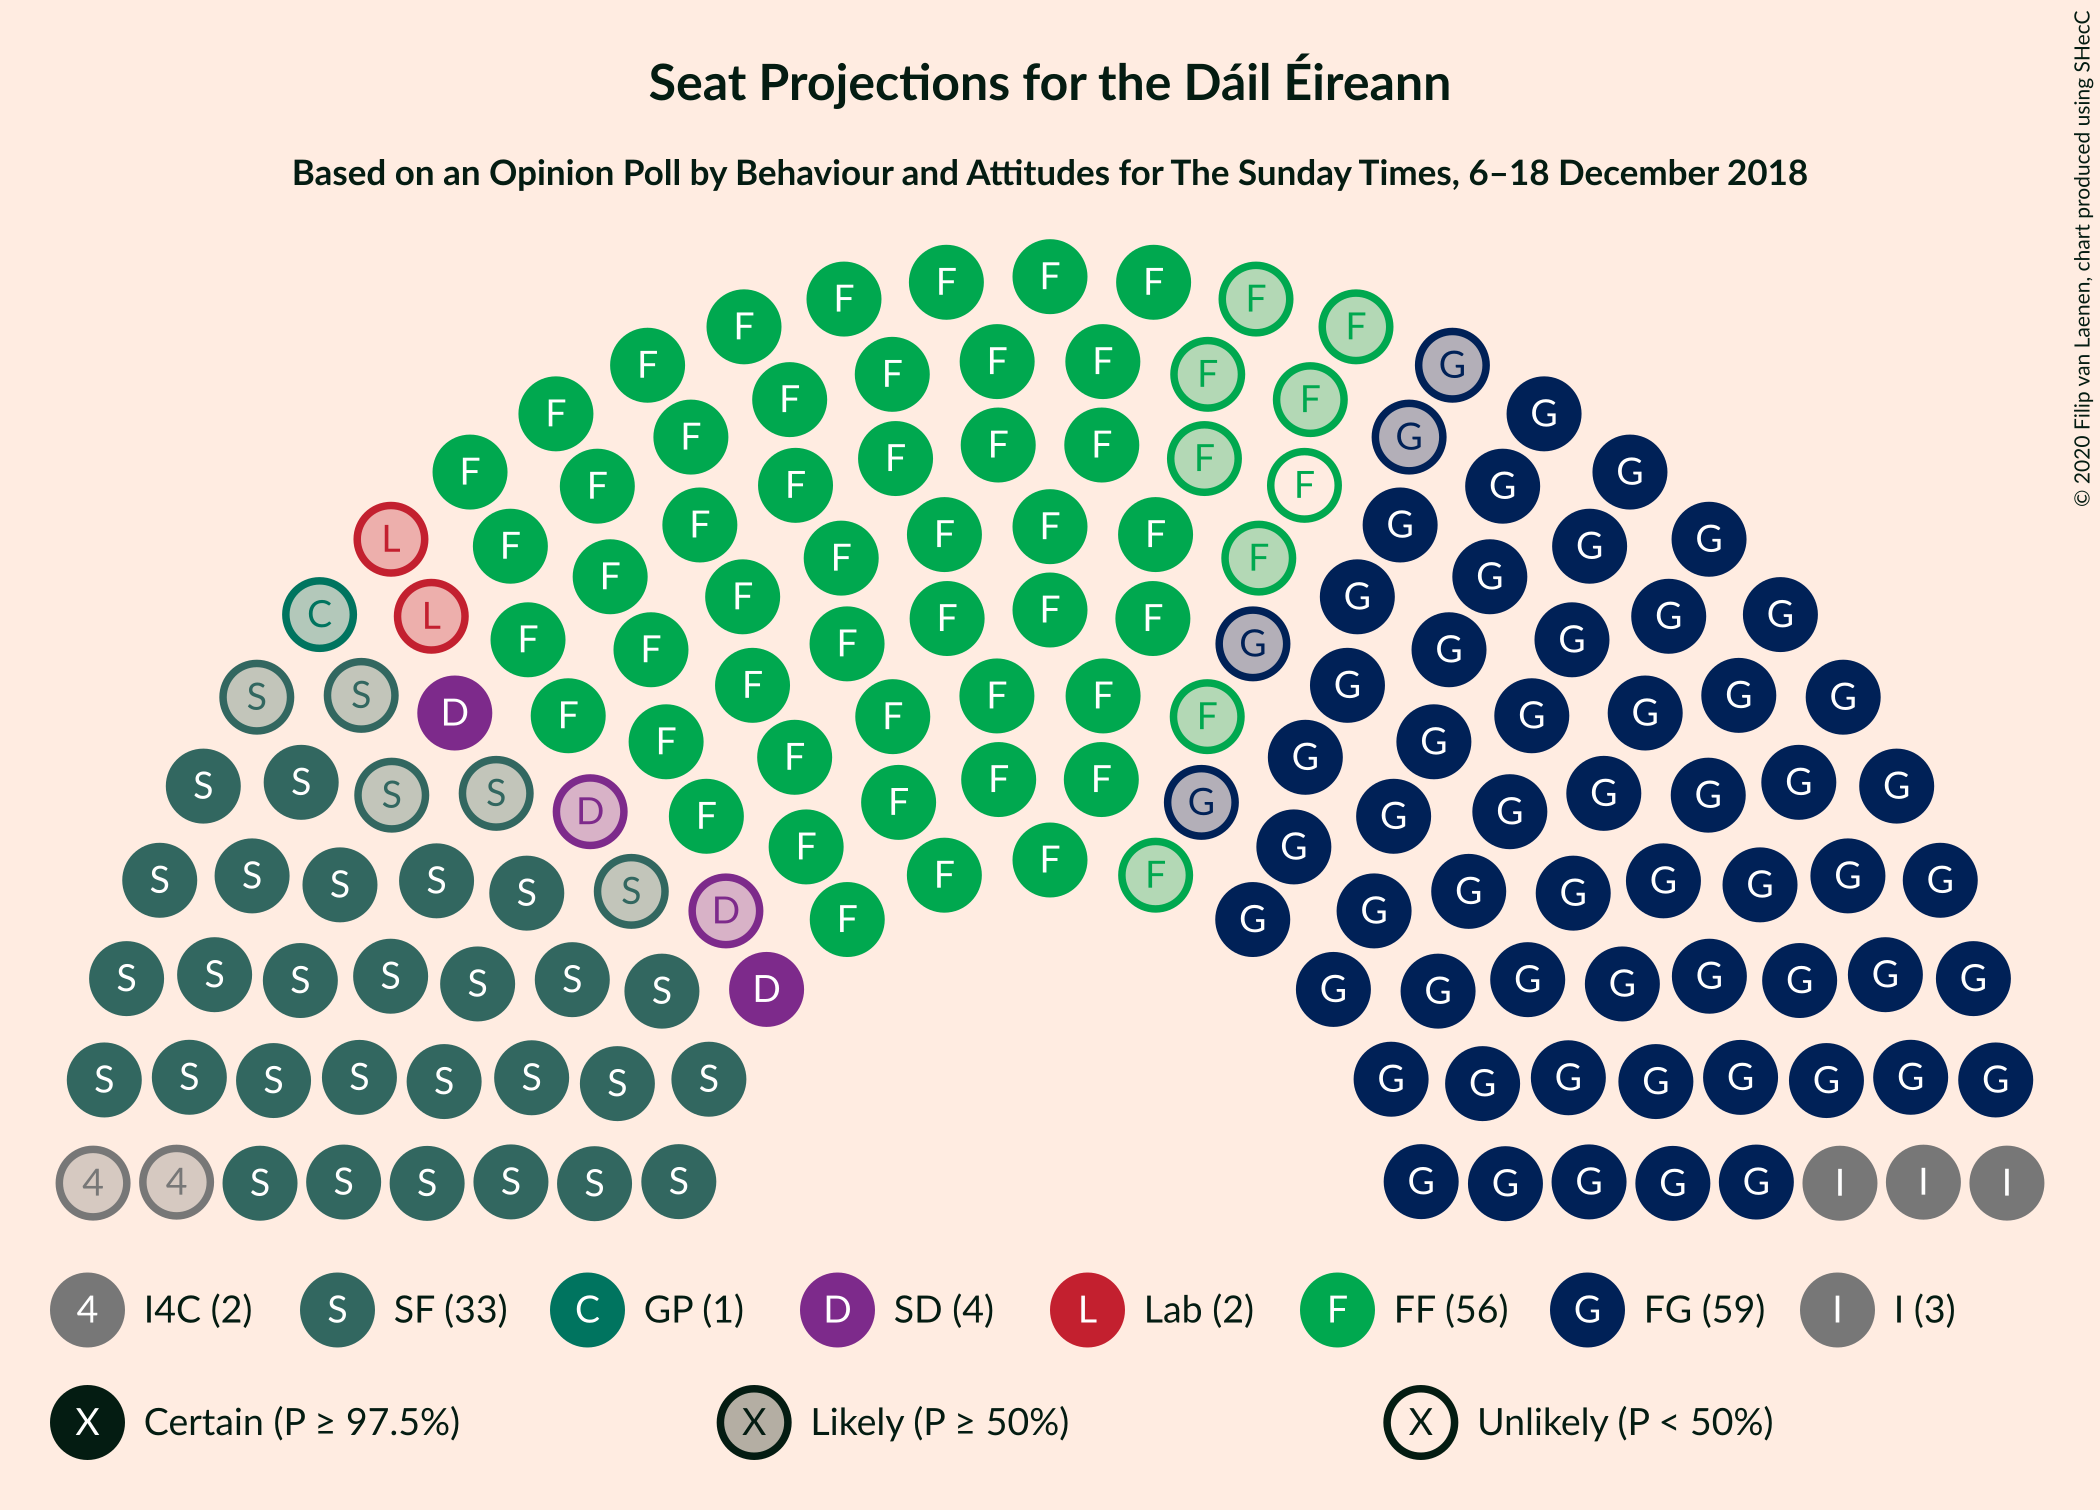 Seat Projections for the Dáil Éireann
Based on an Opinion Poll by Behaviour and Attitudes for The Sunday Times, 6–18 December 2018
© 2020 Filip van Laenen, chart produced using SHecC
F F F F F
F F F G
F F F F F F G G
F F F F F G
F F F F F G G
F F F F F G G
L F F F F F G G G
C L F F F F F G G G G
S S D F F F F F G G G G G
S S S S D F F F F F G G G G G G G
S S S S S S D F F F F G G G G G G G G
S S S S S S S D G G G G G G G G
S S S S S S S S G G G G G G G G
4 4 S S S S S S G G G G G I I I
4 I4C (2) S SF (33) C GP (1) D SD (4) L Lab (2) F FF (56) G FG (59) I I (3)
X Certain (P ≥ 97.5%) X Likely (P ≥ 50%) X Unlikely (P < 50%)